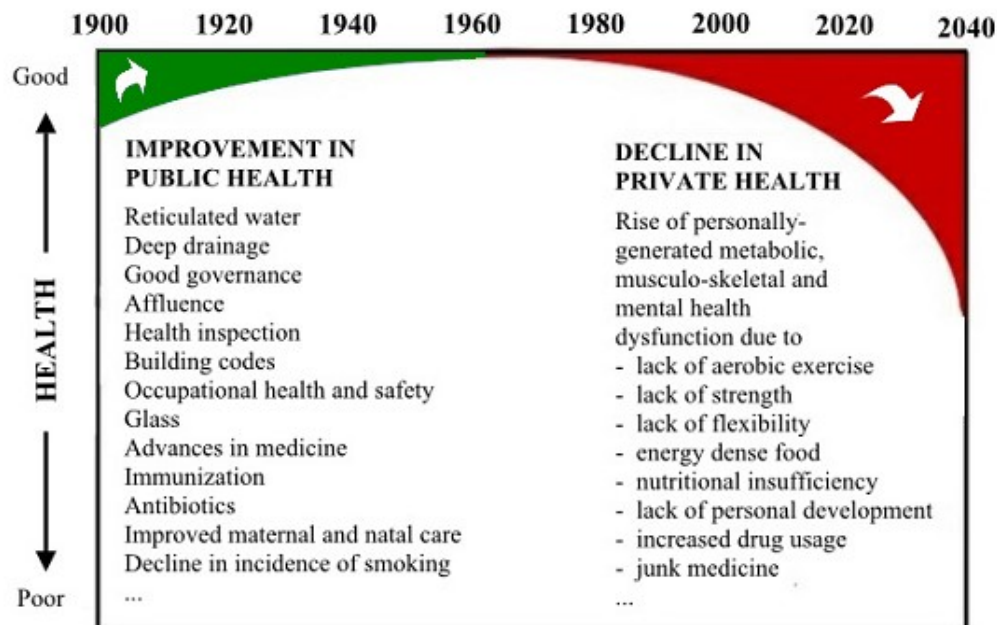 1900 1920 1940 1960 1980 2000 2020 2040
Good
HEALTH
Poor
IMPROVEMENT IN
PUBLIC HEALTH
Reticulated water
Deep drainage
Good governance
Affluence
Health inspection
Building codes
Occupational health and safety
Glass
Advances in medicine
Immunization
Antibiotics
Improved maternal and natal care
Decline in incidence of smoking
...
DECLINE IN
PRIVATE HEALTH
Rise of personally-
generated metabolic,
musculo-skeletal and
mental health
dysfunction due to
- lack of aerobic exercise
- lack of strength
- lack of flexibility
- energy dense food
- nutritional insufficiency
- lack of personal development
- increased drug usage
- junk medicine
...